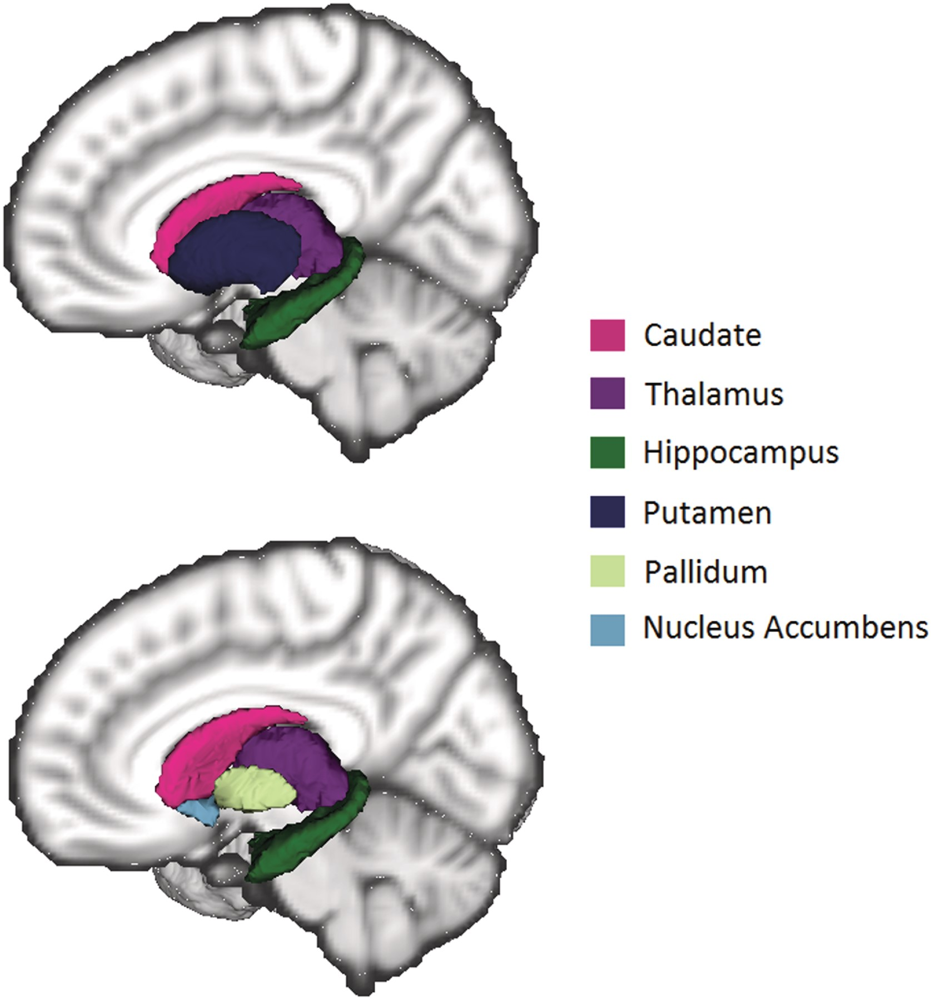 Caudate
Thalamus
Hippocampus
Putamen
Pallidum
Nucleus Accumbens